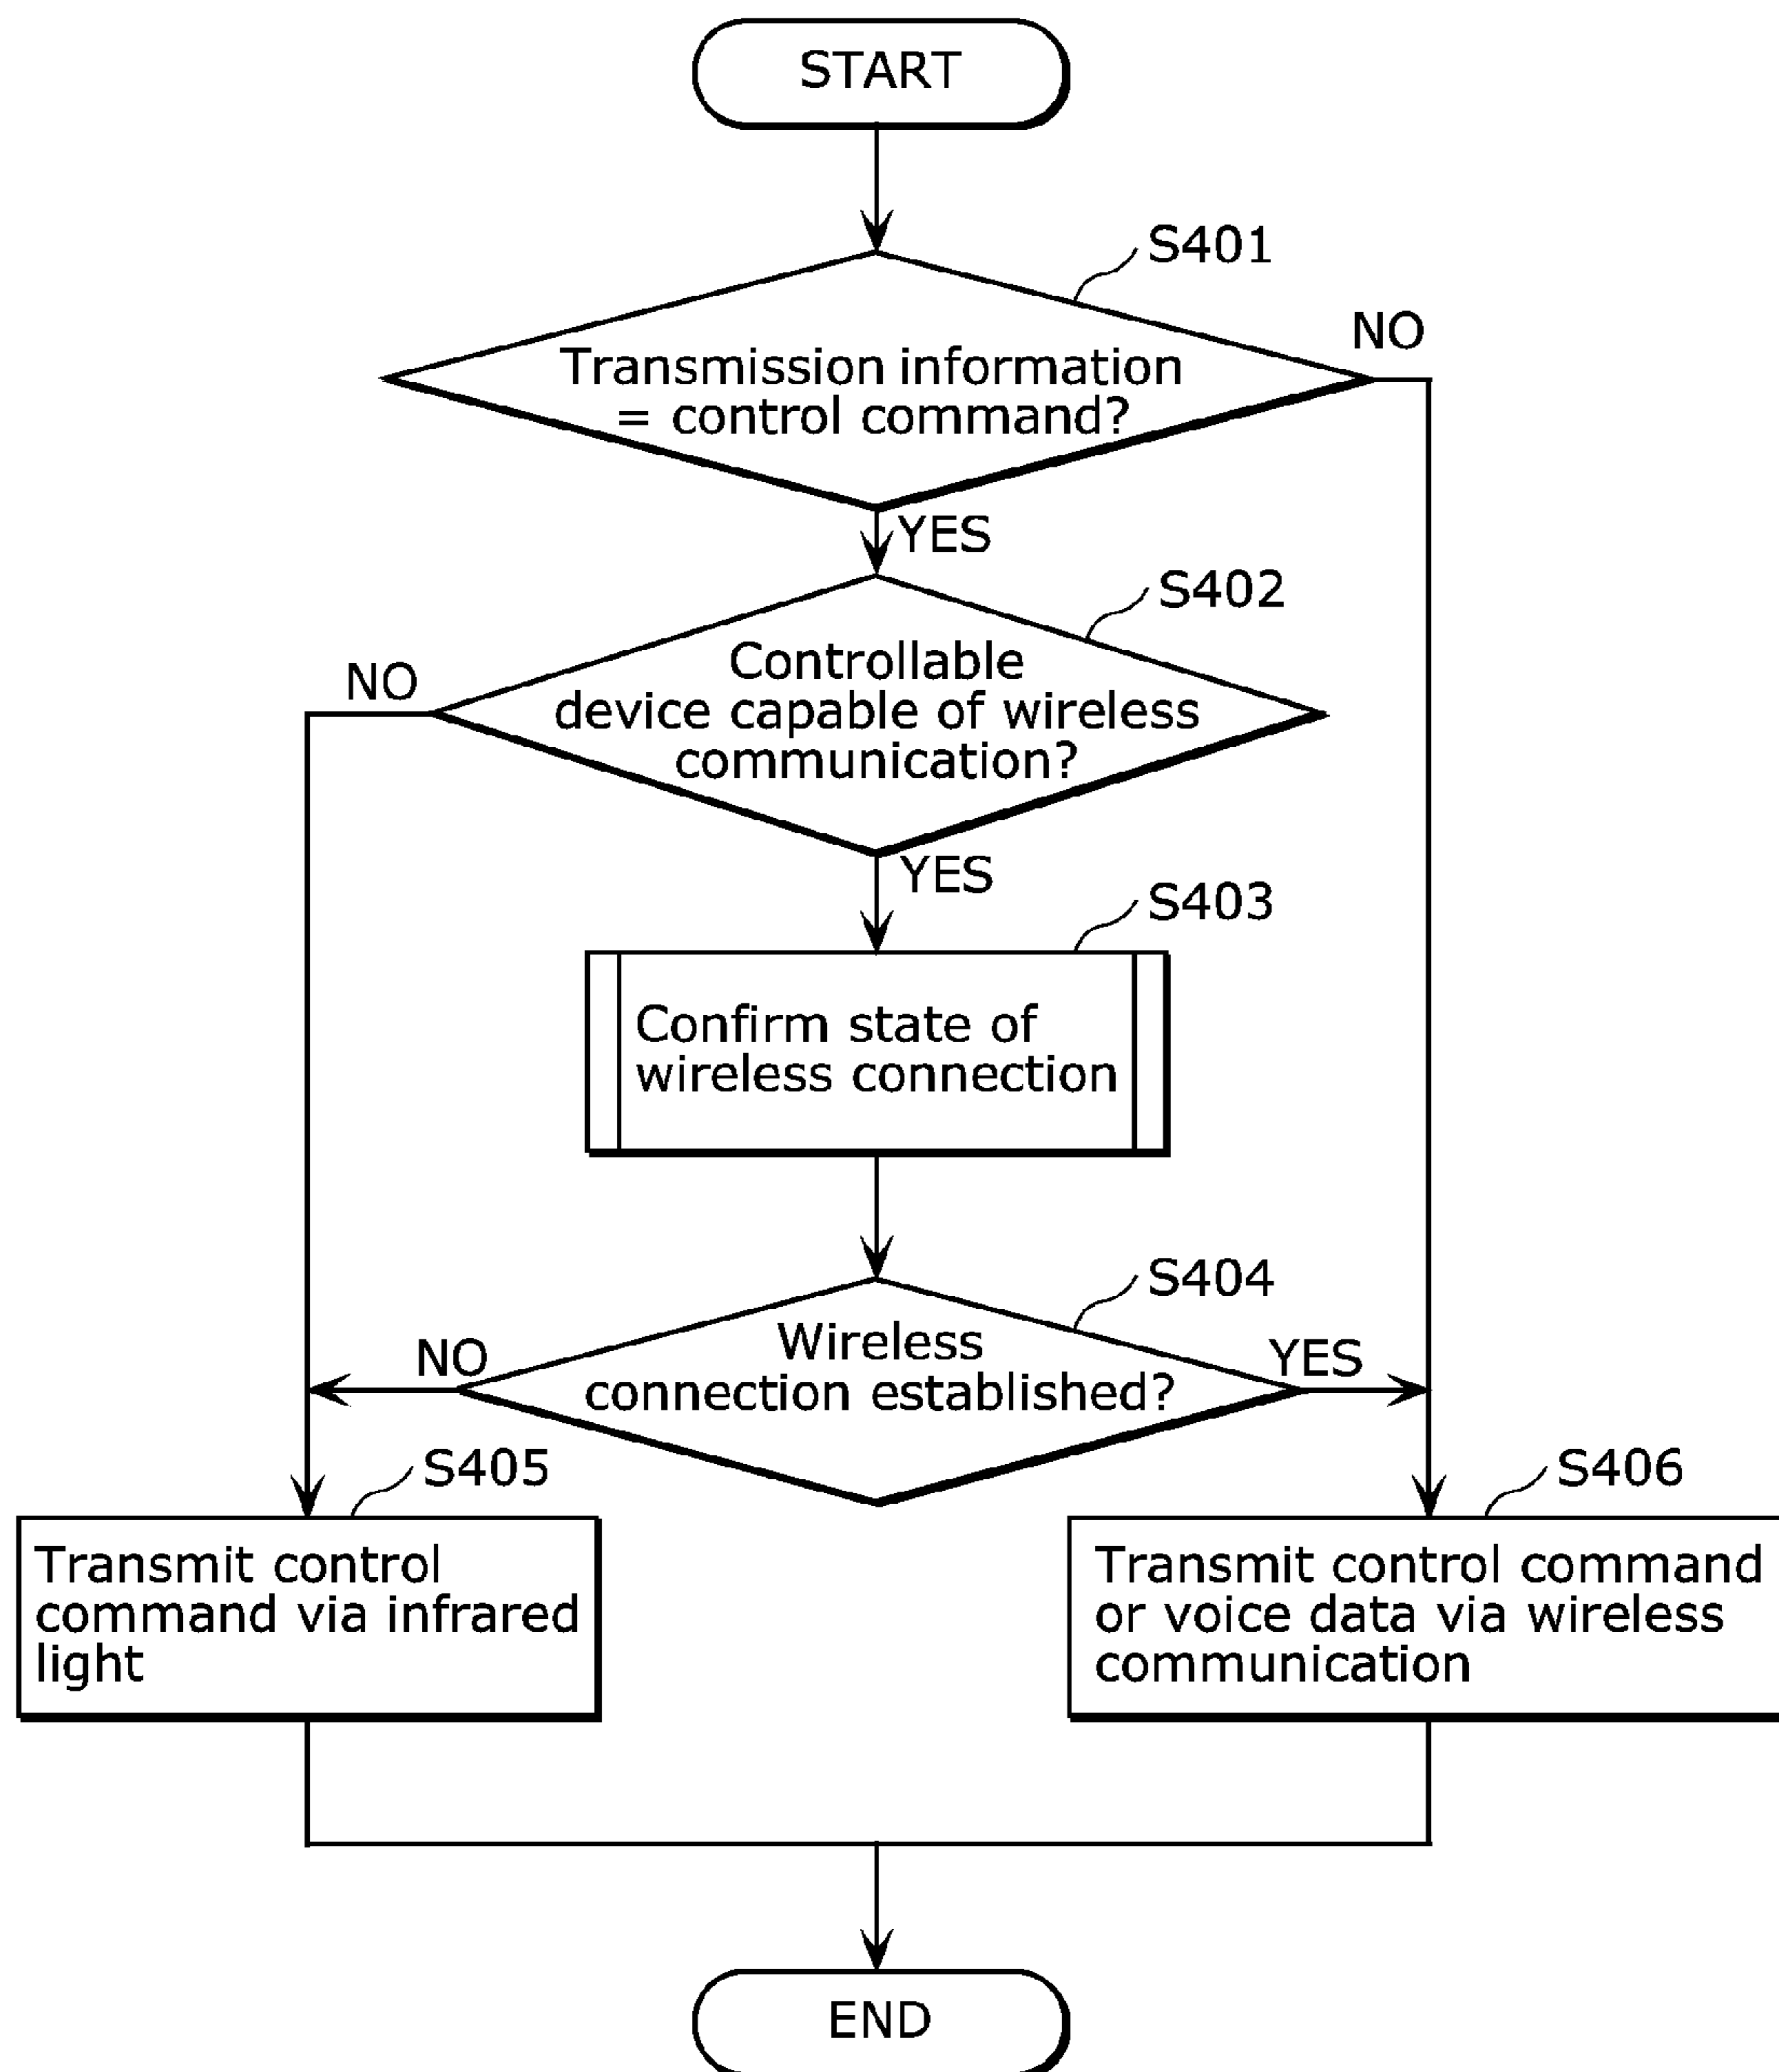 START
S401
NO
Transmission information
= control command?
YES
S402
NO
Controllable
device capable of wireless
communication?
YES
S403
Confirm state of
wireless connection
S404
NO
Wireless
connection established?
YES
S405
Transmit control
command via infrared
light
S406
Transmit control command
or voice data via wireless
communication
END